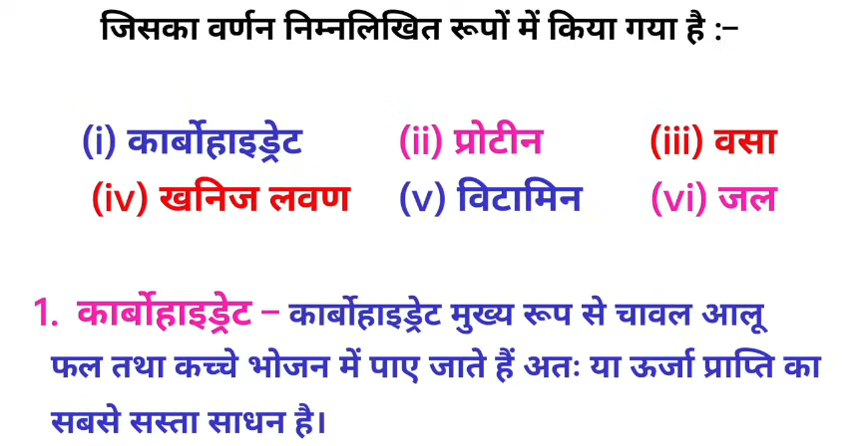 जिसका वर्णन निम्नलिखित रूपों में किया गया है :–
(i) कार्बोहाइड्रेट (ii) प्रोटीन (iii) वसा
(iv) खनिज लवण (v) विटामिन (vi) जल
1. कार्बोहाइड्रेट – कार्बोहाइड्रेट मुख्य रूप से चावल आलू
फल तथा कच्चे भोजन में पाए जाते हैं अतः या ऊर्जा प्राप्ति का
सबसे सस्ता साधन है।